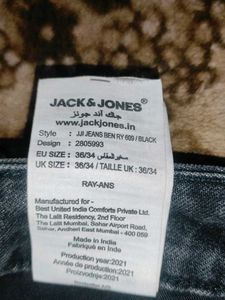 JACK & JONES®
جاك آند جونز
www.jackjones.in
Style : JJI JEANS BEN RY 609 / BLACK
Design : 2805993
EU SIZE : 36/34
UK SIZE : 36/34 / TAILLE UK : 36/34
RAY-ANS
Manufactured for -
Best United India Comforts Private Ltd.
The Lalit Residency, 2nd Floor
The Lalit Mumbai, Sahar Airport Road,
Sahar, Andheri East Mumbai - 400 059
Made in India
Fabriqué en Inde
Year of production:2021
Année de production:2021
Proizvodnja:2021